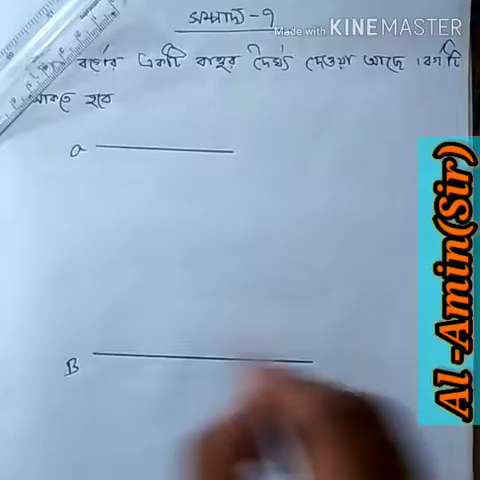 সম্পাদ্য - ৭
Made with KINEMASTER
বর্গের একটি বাহুর দৈর্ঘ্য দেওয়া আছে। বর্গটি
আঁকতে হবে
a
B
Al -Amin(Sir)